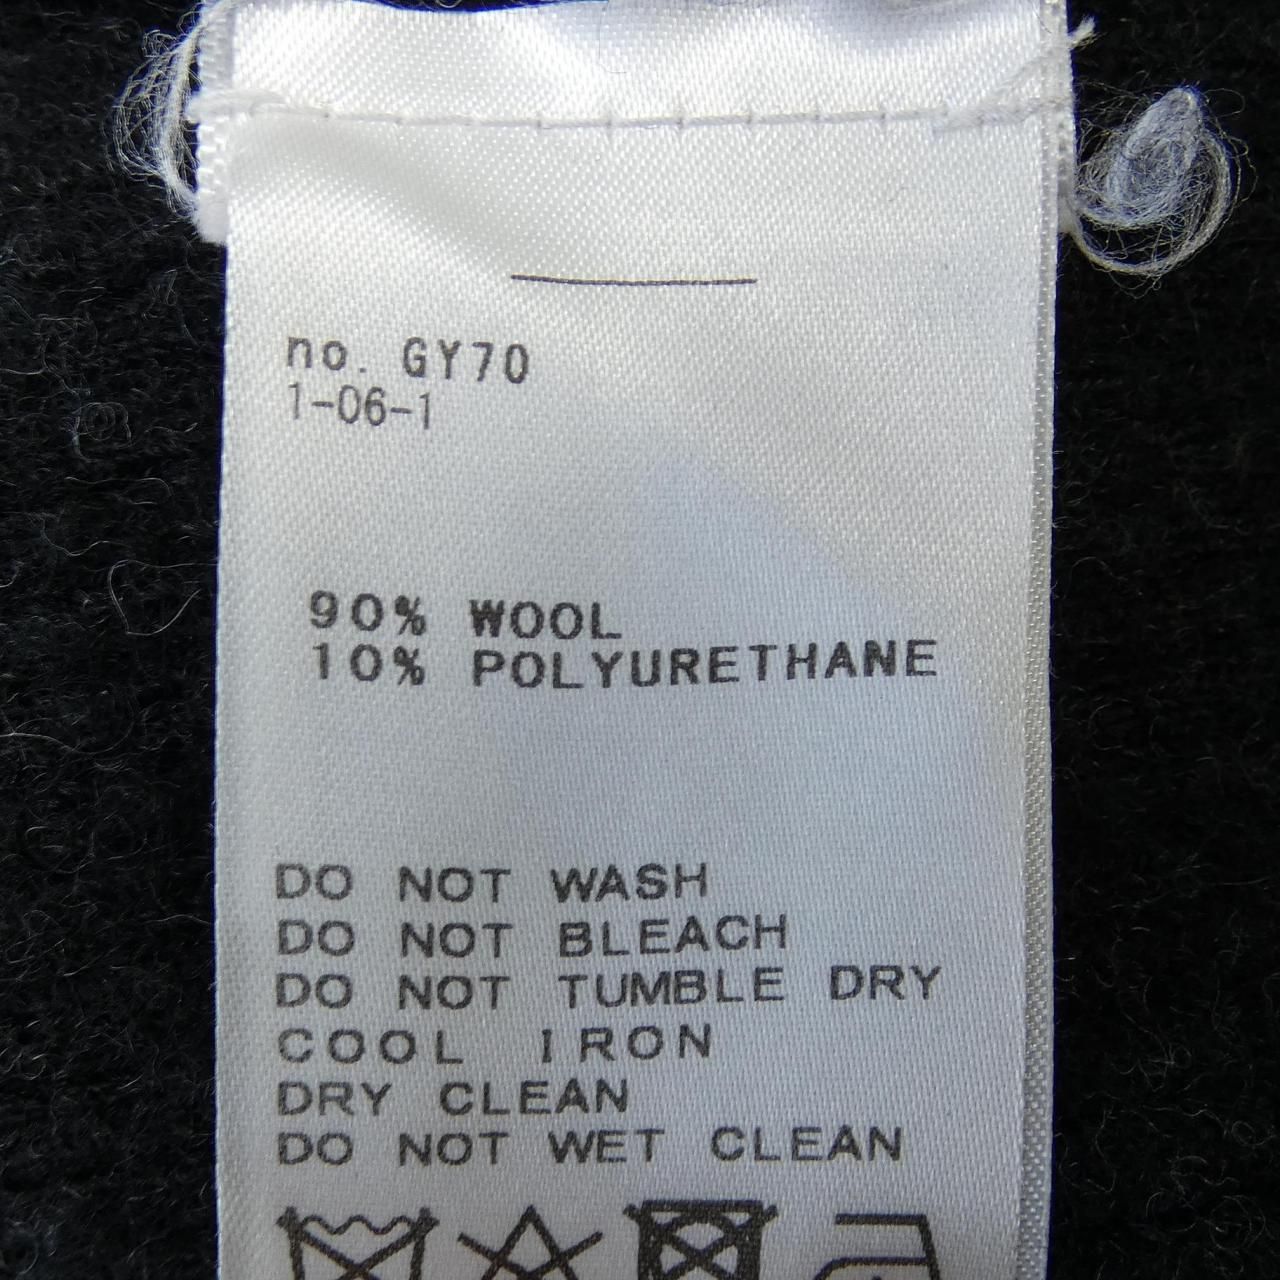 no. GY70
1-06-1
90% WOOL
10% POLYURETHANE
DO NOT WASH
DO NOT BLEACH
DO NOT TUMBLE DRY
COOL IRON
DRY CLEAN
DO NOT WET CLEAN